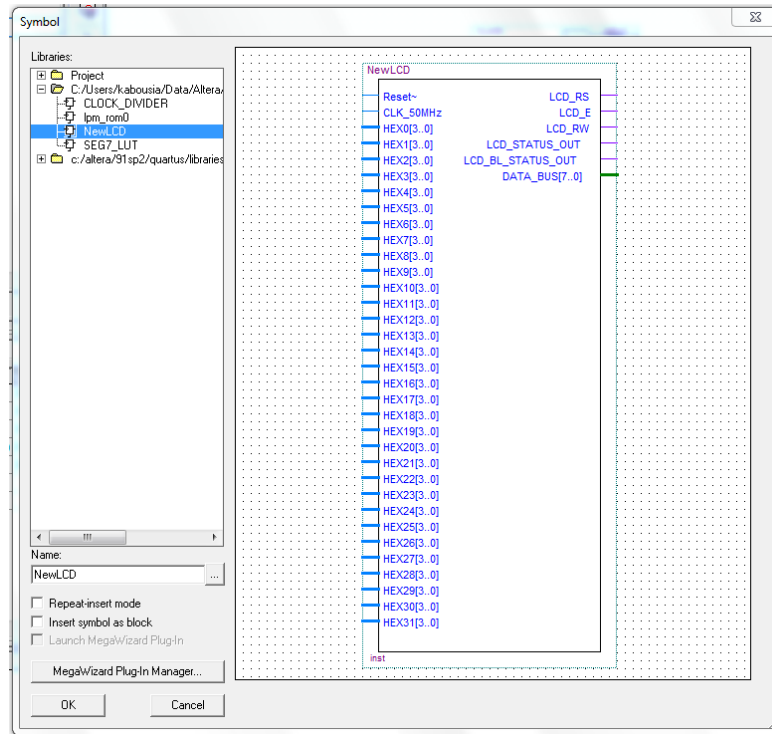 Symbol
Libraries:
Project
C:/Users/kabousia/Data/Altera/
CLOCK_DIVIDER
lpm_rom0
NewLCD
SEG7_LUT
c:/altera/91sp2/quartus/libraries
Name:
NewLCD
...
Repeat-insert mode
Insert symbol as block
Launch MegaWizard Plug-In
MegaWizard Plug-In Manager...
OK Cancel
NewLCD
Reset~ LCD_RS
CLK_50MHz LCD_E
HEX0[3..0] LCD_RW
HEX1[3..0] LCD_STATUS_OUT
HEX2[3..0] LCD_BL_STATUS_OUT
HEX3[3..0] DATA_BUS[7..0]
HEX4[3..0]
HEX5[3..0]
HEX6[3..0]
HEX7[3..0]
HEX8[3..0]
HEX9[3..0]
HEX10[3..0]
HEX11[3..0]
HEX12[3..0]
HEX13[3..0]
HEX14[3..0]
HEX15[3..0]
HEX16[3..0]
HEX17[3..0]
HEX18[3..0]
HEX19[3..0]
HEX20[3..0]
HEX21[3..0]
HEX22[3..0]
HEX23[3..0]
HEX24[3..0]
HEX25[3..0]
HEX26[3..0]
HEX27[3..0]
HEX28[3..0]
HEX29[3..0]
HEX30[3..0]
HEX31[3..0]
inst